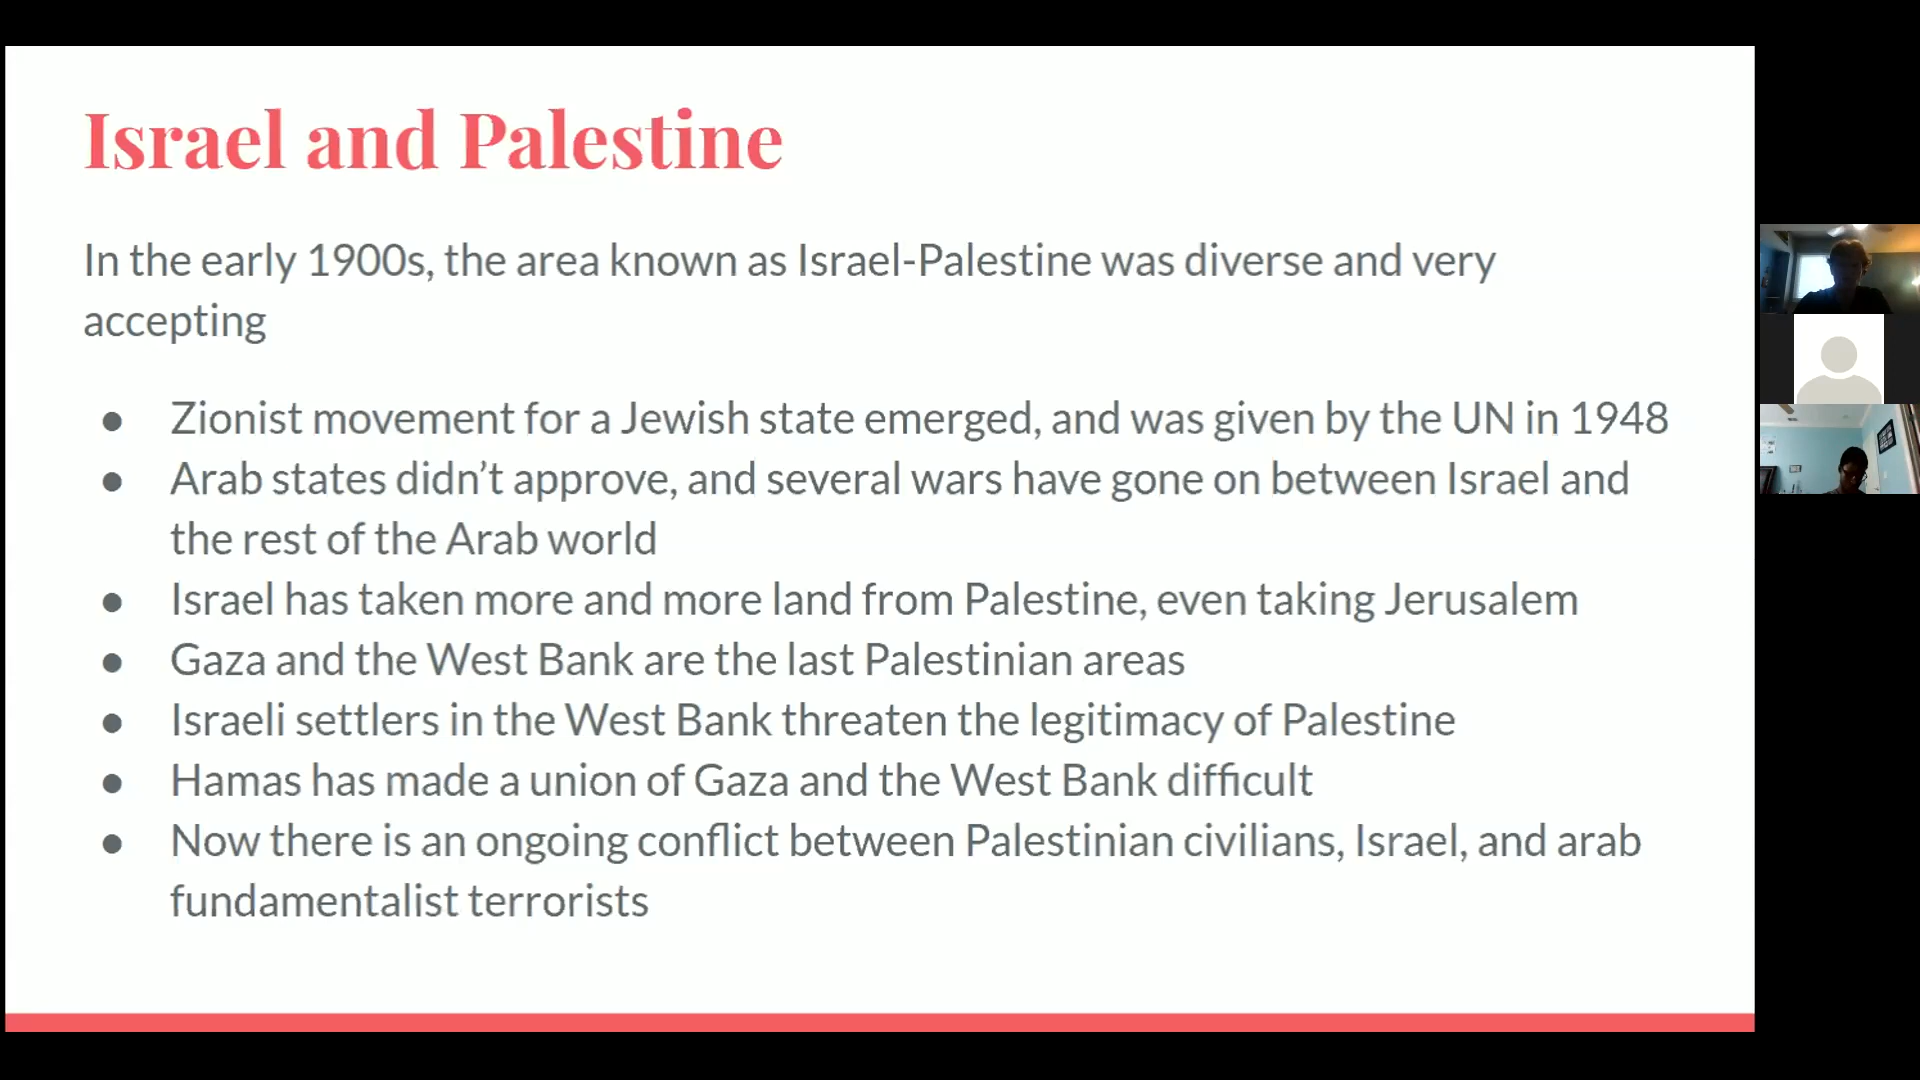 Israel and Palestine
In the early 1900s, the area known as Israel-Palestine was diverse and very
accepting
● Zionist movement for a Jewish state emerged, and was given by the UN in 1948
● Arab states didn’t approve, and several wars have gone on between Israel and
the rest of the Arab world
● Israel has taken more and more land from Palestine, even taking Jerusalem
● Gaza and the West Bank are the last Palestinian areas
● Israeli settlers in the West Bank threaten the legitimacy of Palestine
● Hamas has made a union of Gaza and the West Bank difficult
● Now there is an ongoing conflict between Palestinian civilians, Israel, and arab
fundamentalist terrorists